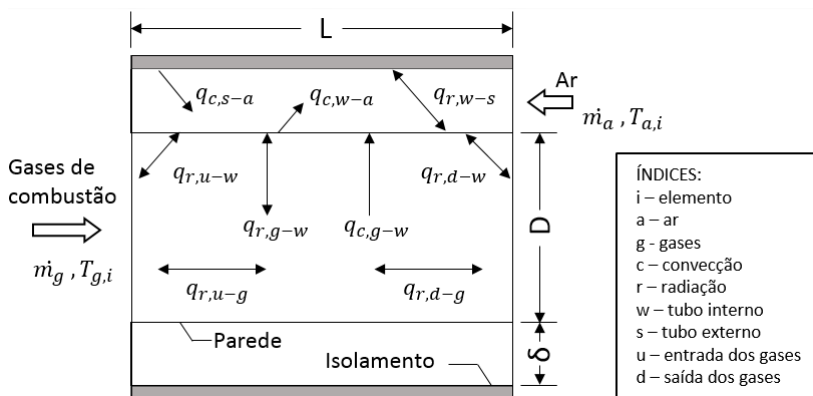 L
q_{c,s-a}
q_{c,w-a}
q_{r,w-s}
Ar
ṁ_a , T_{a,i}
Gases de
combustão
ṁ_g , T_{g,i}
q_{r,u-w}
q_{r,g-w}
q_{c,g-w}
q_{r,d-w}
q_{r,u-g}
q_{r,d-g}
D
Parede
Isolamento
δ
ÍNDICES:
i – elemento
a – ar
g - gases
c – convecção
r – radiação
w – tubo interno
s – tubo externo
u – entrada dos gases
d – saída dos gases